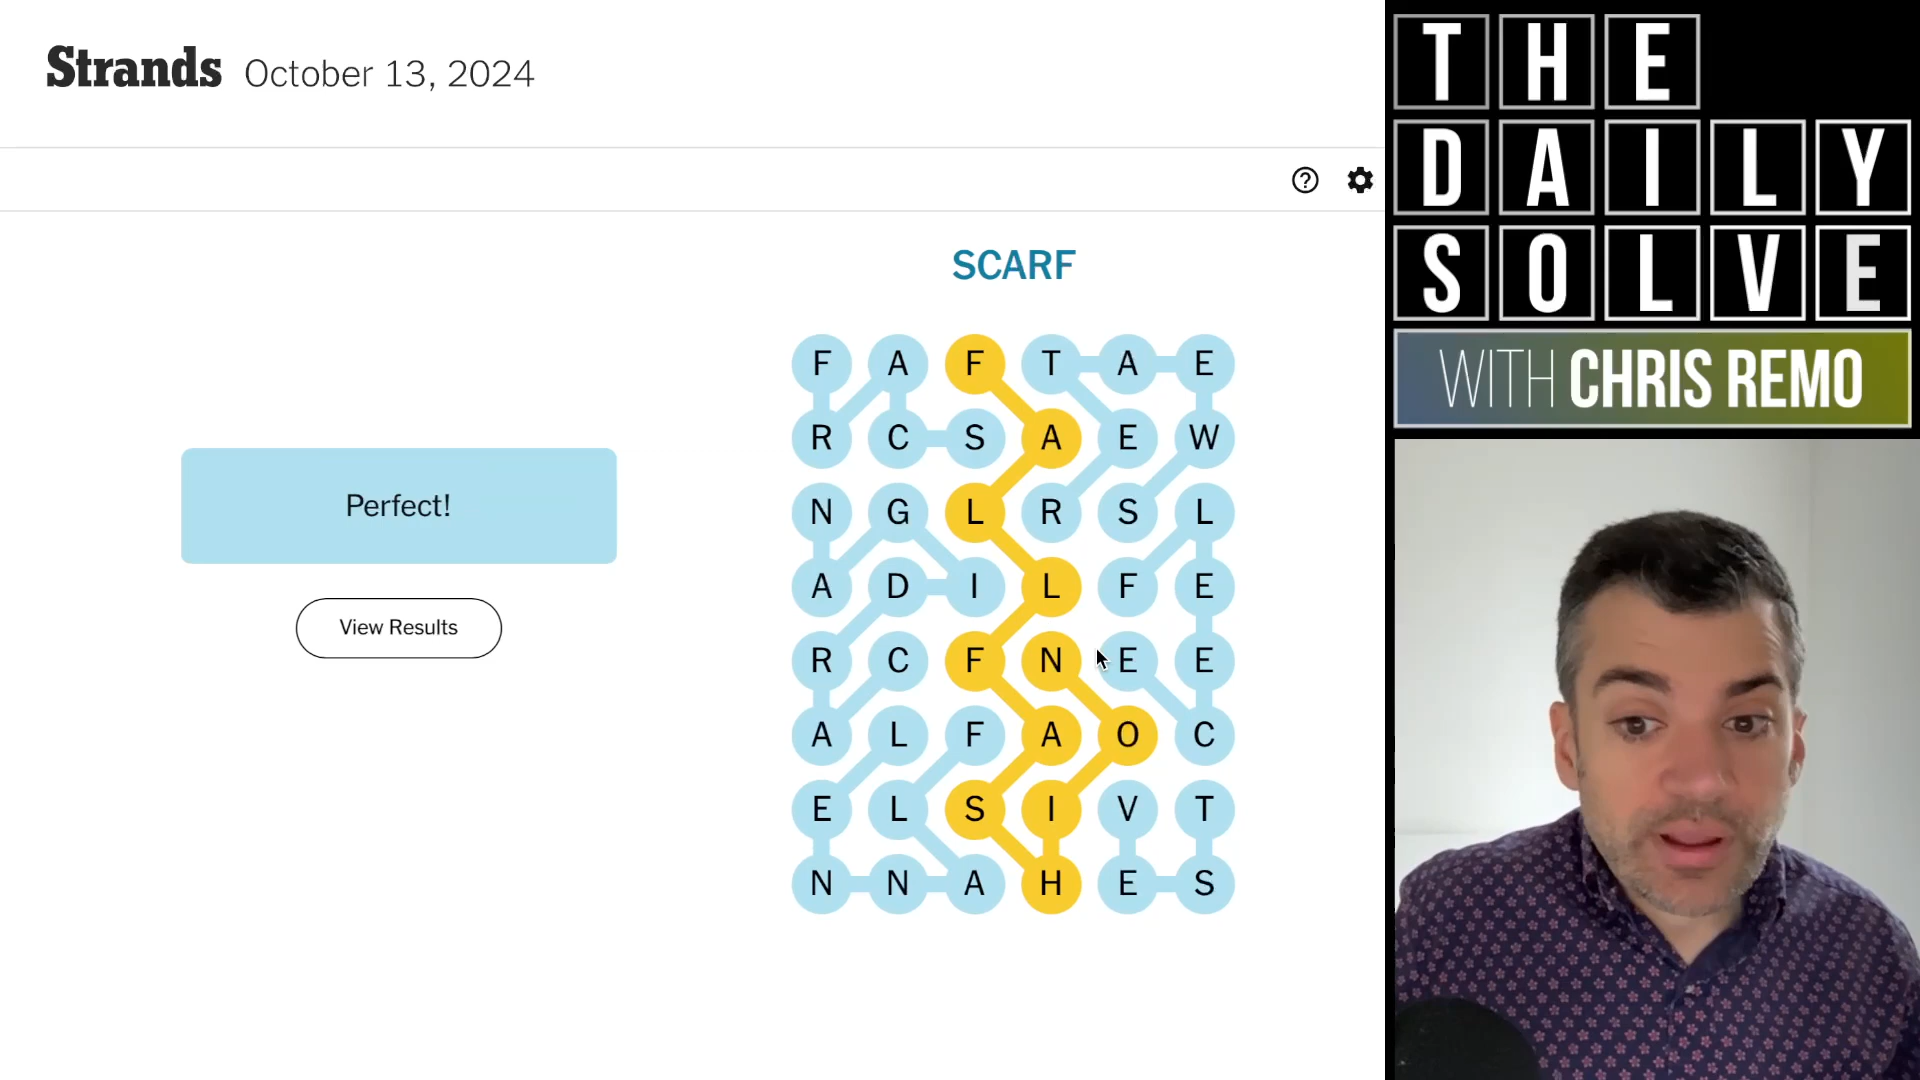 Strands October 13, 2024
SCARF
Perfect!
View Results
F A F T A E
R C S A E W
N G L R S L
A D I L F E
R C F N E E
A L F A O C
E L S I V T
N N A H E S
THE
DAILY
SOLVE
WITH CHRIS REMO